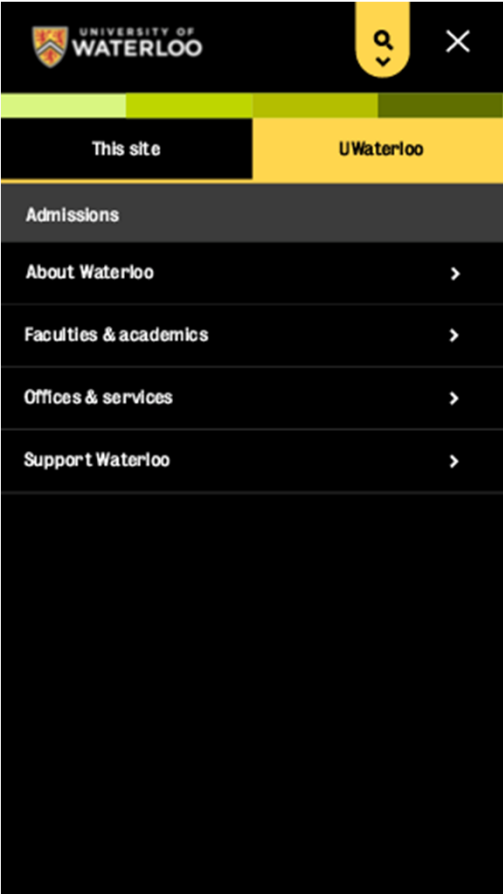 UNIVERSITY OF
WATERLOO
This site
UWaterloo
Admissions
About Waterloo
Faculties & academics
Offices & services
Support Waterloo